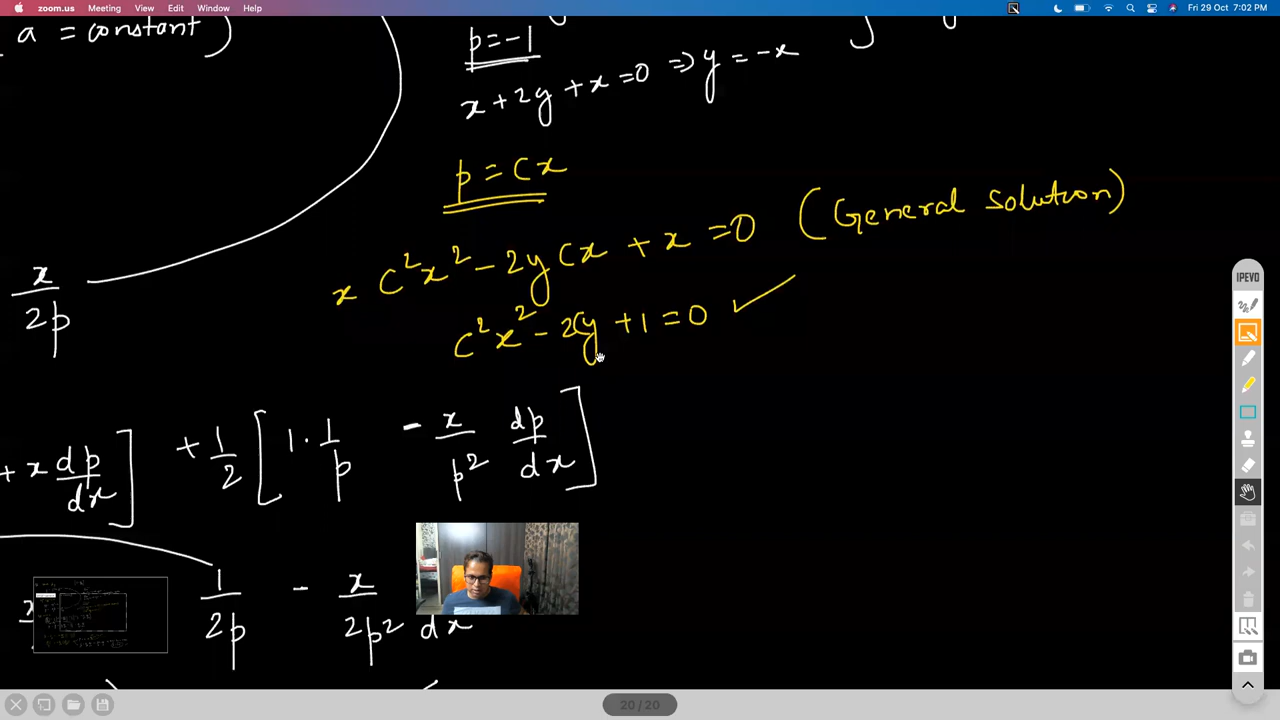 zoom.us Meeting View Edit Window Help Fri 29 Oct 7:02 PM
a = constant )
p = -1
x + 2y + x = 0 ⇒ y = -x
p = cx
x c²x² - 2y cx + x = 0 (General solution)
c²x² - 2cy + 1 = 0 ✓
x/2p
+ x dp/dx ] + 1/2 [ 1 · 1/p - x/p² dp/dx ]
1/2p - x/2p² dx
IPEVO
20 / 20